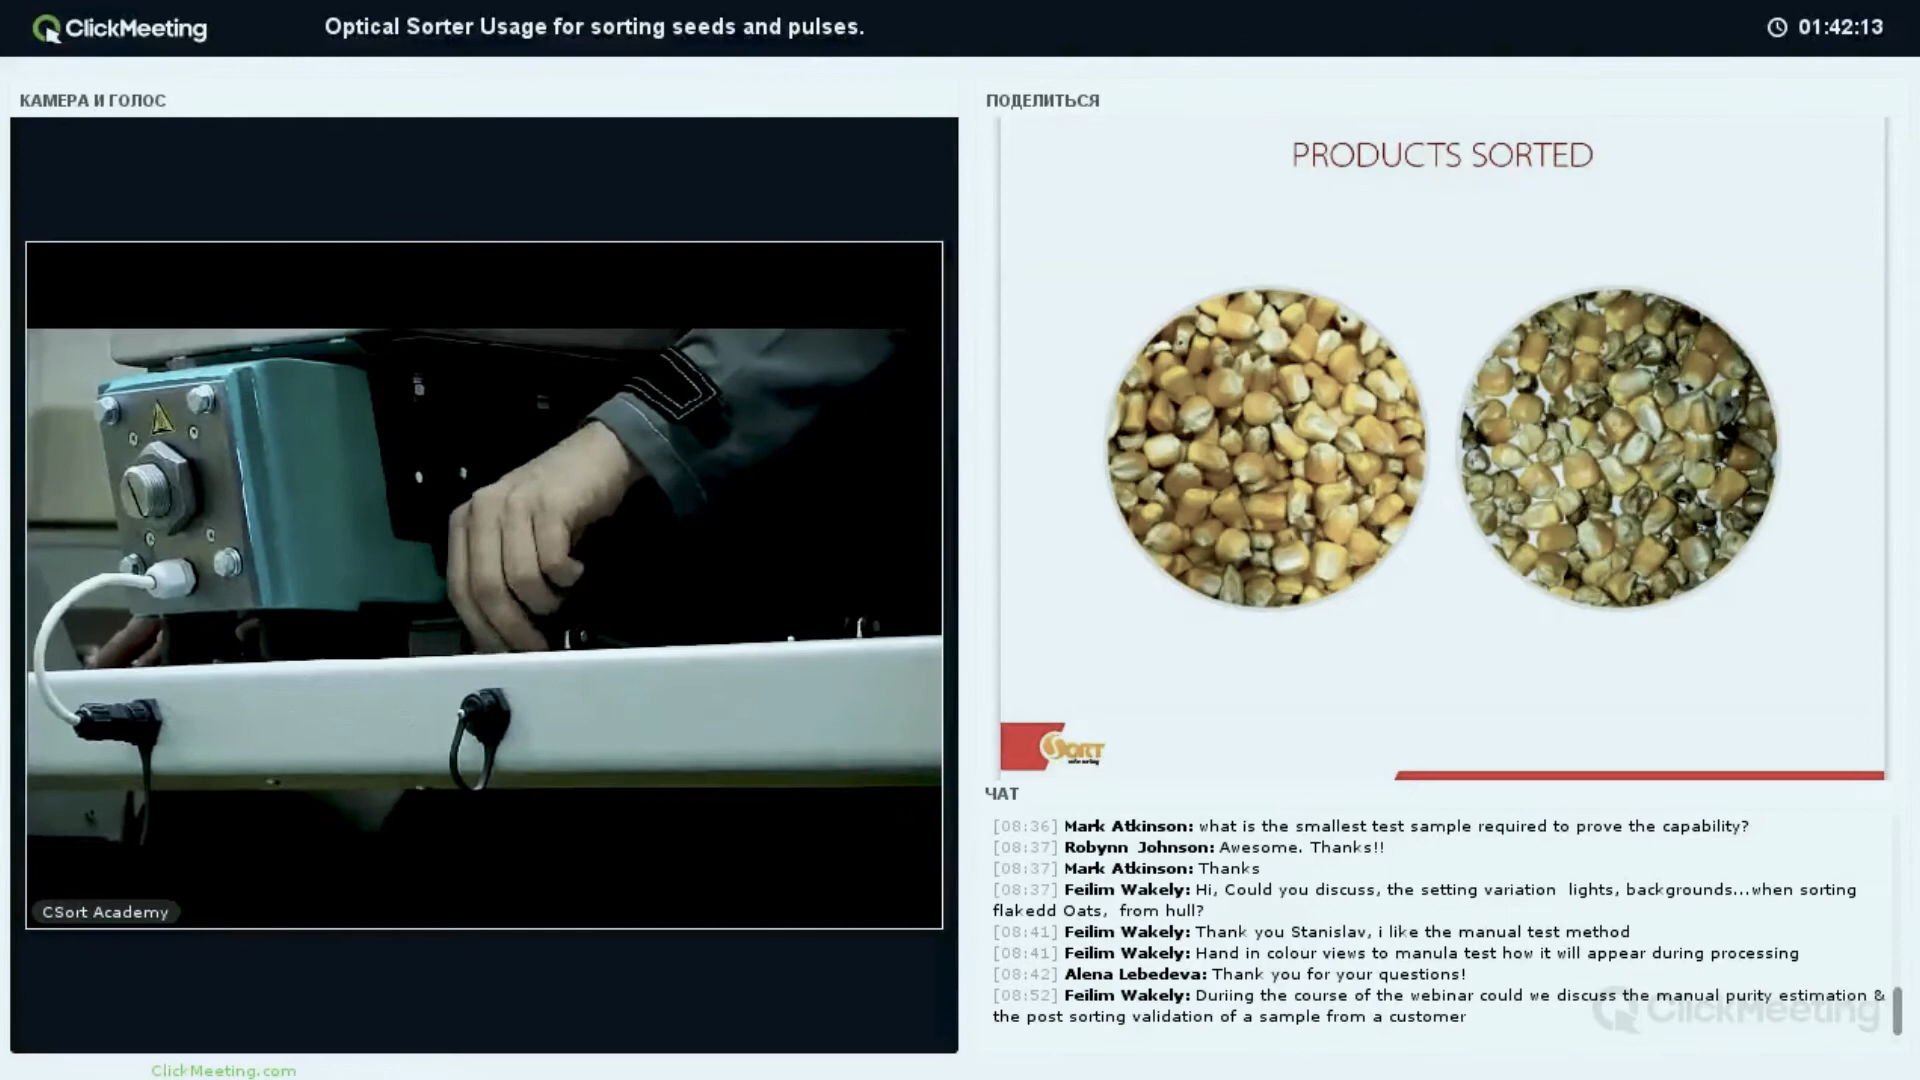 ClickMeeting
Optical Sorter Usage for sorting seeds and pulses.
01:42:13
КАМЕРА И ГОЛОС
CSort Academy
ClickMeeting.com
ПОДЕЛИТЬСЯ
PRODUCTS SORTED
SORT
ЧАТ
[08:36] Mark Atkinson: what is the smallest test sample required to prove the capability?
[08:37] Robynn Johnson: Awesome. Thanks!!
[08:37] Mark Atkinson: Thanks
[08:37] Feilim Wakely: Hi, Could you discuss, the setting variation lights, backgrounds...when sorting
flakedd Oats, from hull?
[08:41] Feilim Wakely: Thank you Stanislav, i like the manual test method
[08:41] Feilim Wakely: Hand in colour views to manula test how it will appear during processing
[08:42] Alena Lebedeva: Thank you for your questions!
[08:52] Feilim Wakely: Duriing the course of the webinar could we discuss the manual purity estimation &
the post sorting validation of a sample from a customer
ClickMeeting